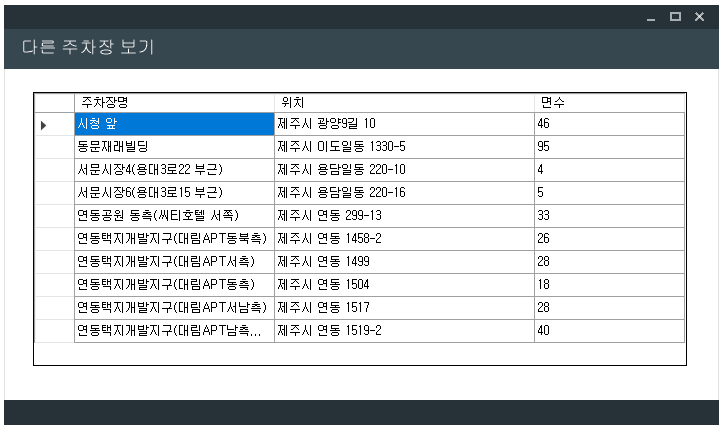 다른 주차장 보기
주차장명 위치 면수
시청 앞 제주시 광양9길 10 46
동문재래빌딩 제주시 이도일동 1330-5 95
서문시장4(용대3로22 부근) 제주시 용담일동 220-10 4
서문시장6(용대3로15 부근) 제주시 용담일동 220-16 5
연동공원 동측(씨티호텔 서쪽) 제주시 연동 299-13 33
연동택지개발지구(대림APT동북측) 제주시 연동 1458-2 26
연동택지개발지구(대림APT서측) 제주시 연동 1499 28
연동택지개발지구(대림APT동측) 제주시 연동 1504 18
연동택지개발지구(대림APT서남측) 제주시 연동 1517 28
연동택지개발지구(대림APT남측... 제주시 연동 1519-2 40